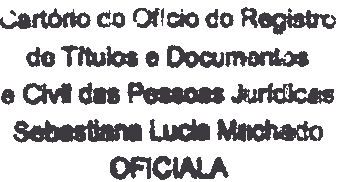 Cartório do Ofício do Registro
de Títulos e Documentos
e Civil das Pessoas Jurídicas
Sebastiana Lucia Machado
OFICIALA